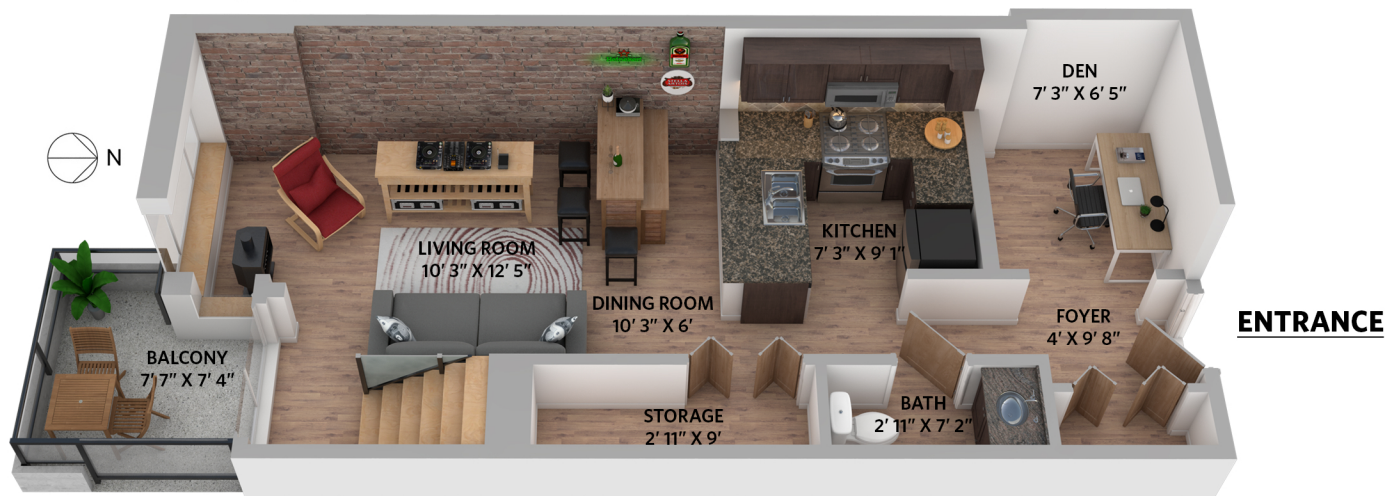 DEN
7' 3" X 6' 5"
N
LIVING ROOM
10' 3" X 12' 5"
KITCHEN
7' 3" X 9' 1"
DINING ROOM
10' 3" X 6'
FOYER
4' X 9' 8"
ENTRANCE
BALCONY
7' 7" X 7' 4"
STORAGE
2' 11" X 9'
BATH
2' 11" X 7' 2"